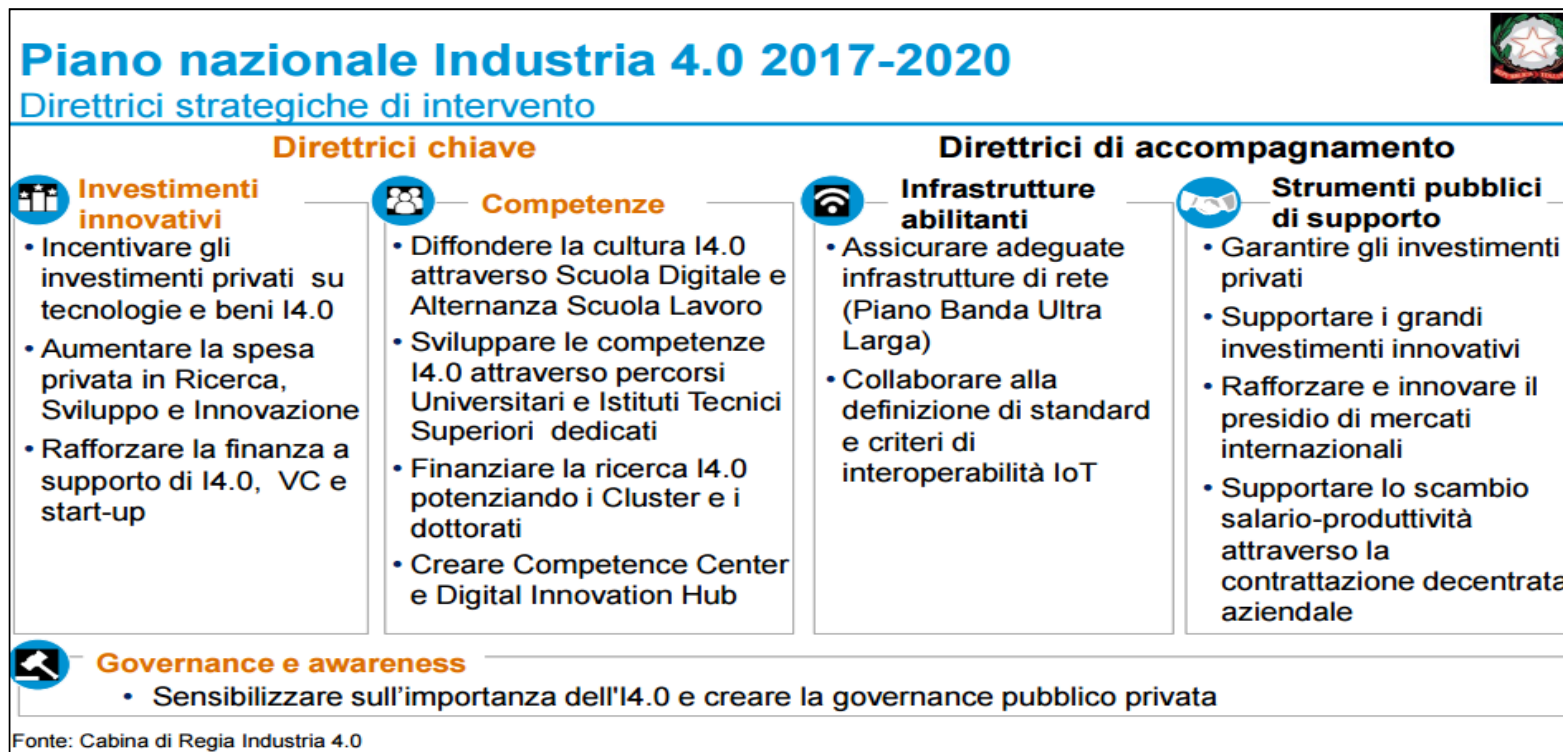 Piano nazionale Industria 4.0 2017-2020
Direttrici strategiche di intervento
Direttrici chiave
Investimenti
innovativi
• Incentivare gli
investimenti privati su
tecnologie e beni I4.0
• Aumentare la spesa
privata in Ricerca,
Sviluppo e Innovazione
• Rafforzare la finanza a
supporto di I4.0, VC e
start-up
Competenze
• Diffondere la cultura I4.0
attraverso Scuola Digitale e
Alternanza Scuola Lavoro
• Sviluppare le competenze
I4.0 attraverso percorsi
Universitari e Istituti Tecnici
Superiori dedicati
• Finanziare la ricerca I4.0
potenziando i Cluster e i
dottorati
• Creare Competence Center
e Digital Innovation Hub
Direttrici di accompagnamento
Infrastrutture
abilitanti
• Assicurare adeguate
infrastrutture di rete
(Piano Banda Ultra
Larga)
• Collaborare alla
definizione di standard
e criteri di
interoperabilità IoT
Strumenti pubblici
di supporto
• Garantire gli investimenti
privati
• Supportare i grandi
investimenti innovativi
• Rafforzare e innovare il
presidio di mercati
internazionali
• Supportare lo scambio
salario-produttività
attraverso la
contrattazione decentrata
aziendale
Governance e awareness
• Sensibilizzare sull'importanza dell'I4.0 e creare la governance pubblico privata
Fonte: Cabina di Regia Industria 4.0